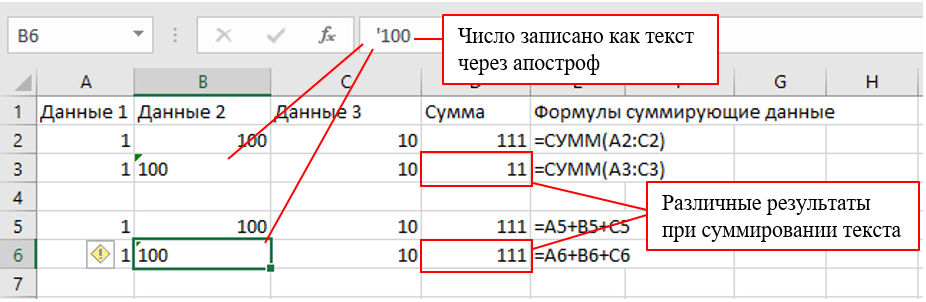 B6 fx '100
Число записано как текст
через апостроф
A B C D E F G H
1 Данные 1 Данные 2 Данные 3 Сумма Формулы суммирующие данные
2 1 100 10 111 =СУММ(A2:C2)
3 1 100 10 11 =СУММ(A3:C3)
4
Различные результаты
при суммировании текста
5 1 100 10 111 =A5+B5+C5
6 1 100 10 111 =A6+B6+C6
7